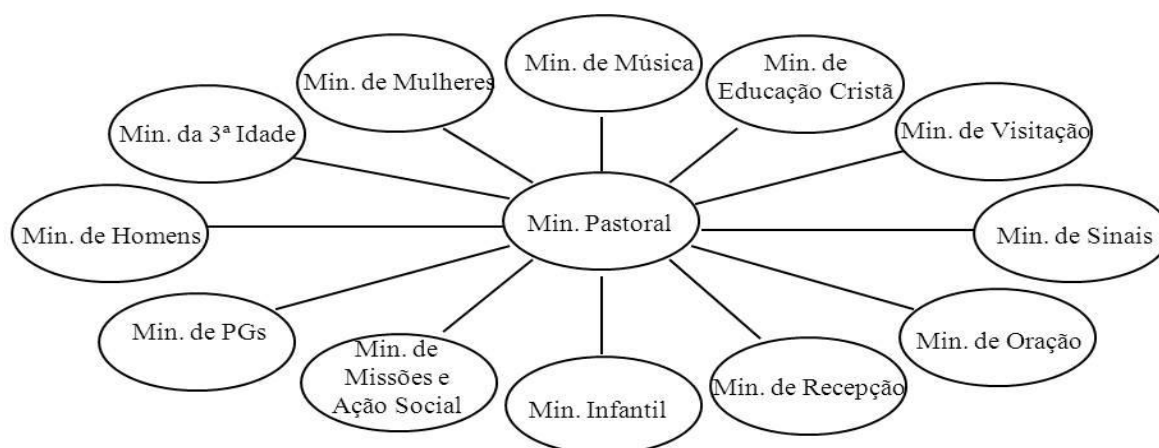 Min. de Música
Min. de
Educação Cristã
Min. de Mulheres
Min. de Visitação
Min. da 3ª Idade
Min. Pastoral
Min. de Homens
Min. de Sinais
Min. de PGs
Min. de Oração
Min. de
Missões e
Ação Social
Min. de Recepção
Min. Infantil